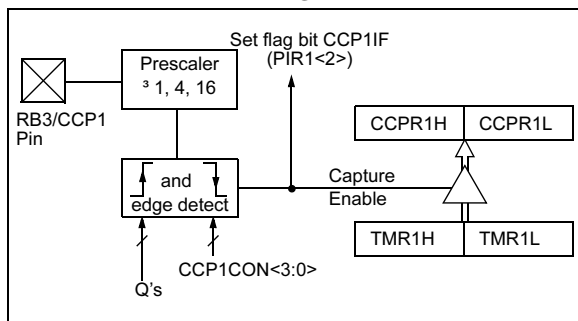 Set flag bit CCP1IF
(PIR1<2>)
Prescaler
³ 1, 4, 16
RB3/CCP1
Pin
CCPR1H CCPR1L
and
edge detect
Capture
Enable
TMR1H TMR1L
CCP1CON<3:0>
Q's